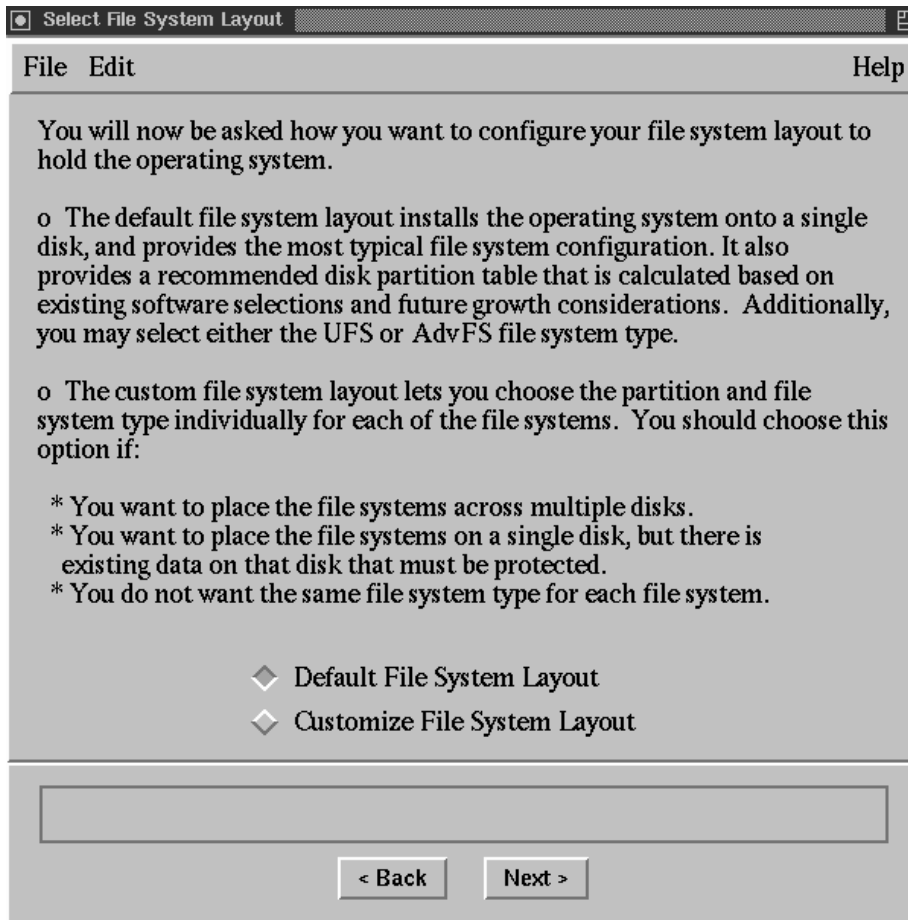 Select File System Layout
File Edit Help
You will now be asked how you want to configure your file system layout to
hold the operating system.
o The default file system layout installs the operating system onto a single
disk, and provides the most typical file system configuration. It also
provides a recommended disk partition table that is calculated based on
existing software selections and future growth considerations. Additionally,
you may select either the UFS or AdvFS file system type.
o The custom file system layout lets you choose the partition and file
system type individually for each of the file systems. You should choose this
option if:
* You want to place the file systems across multiple disks.
* You want to place the file systems on a single disk, but there is
existing data on that disk that must be protected.
* You do not want the same file system type for each file system.
Default File System Layout
Customize File System Layout
< Back Next >